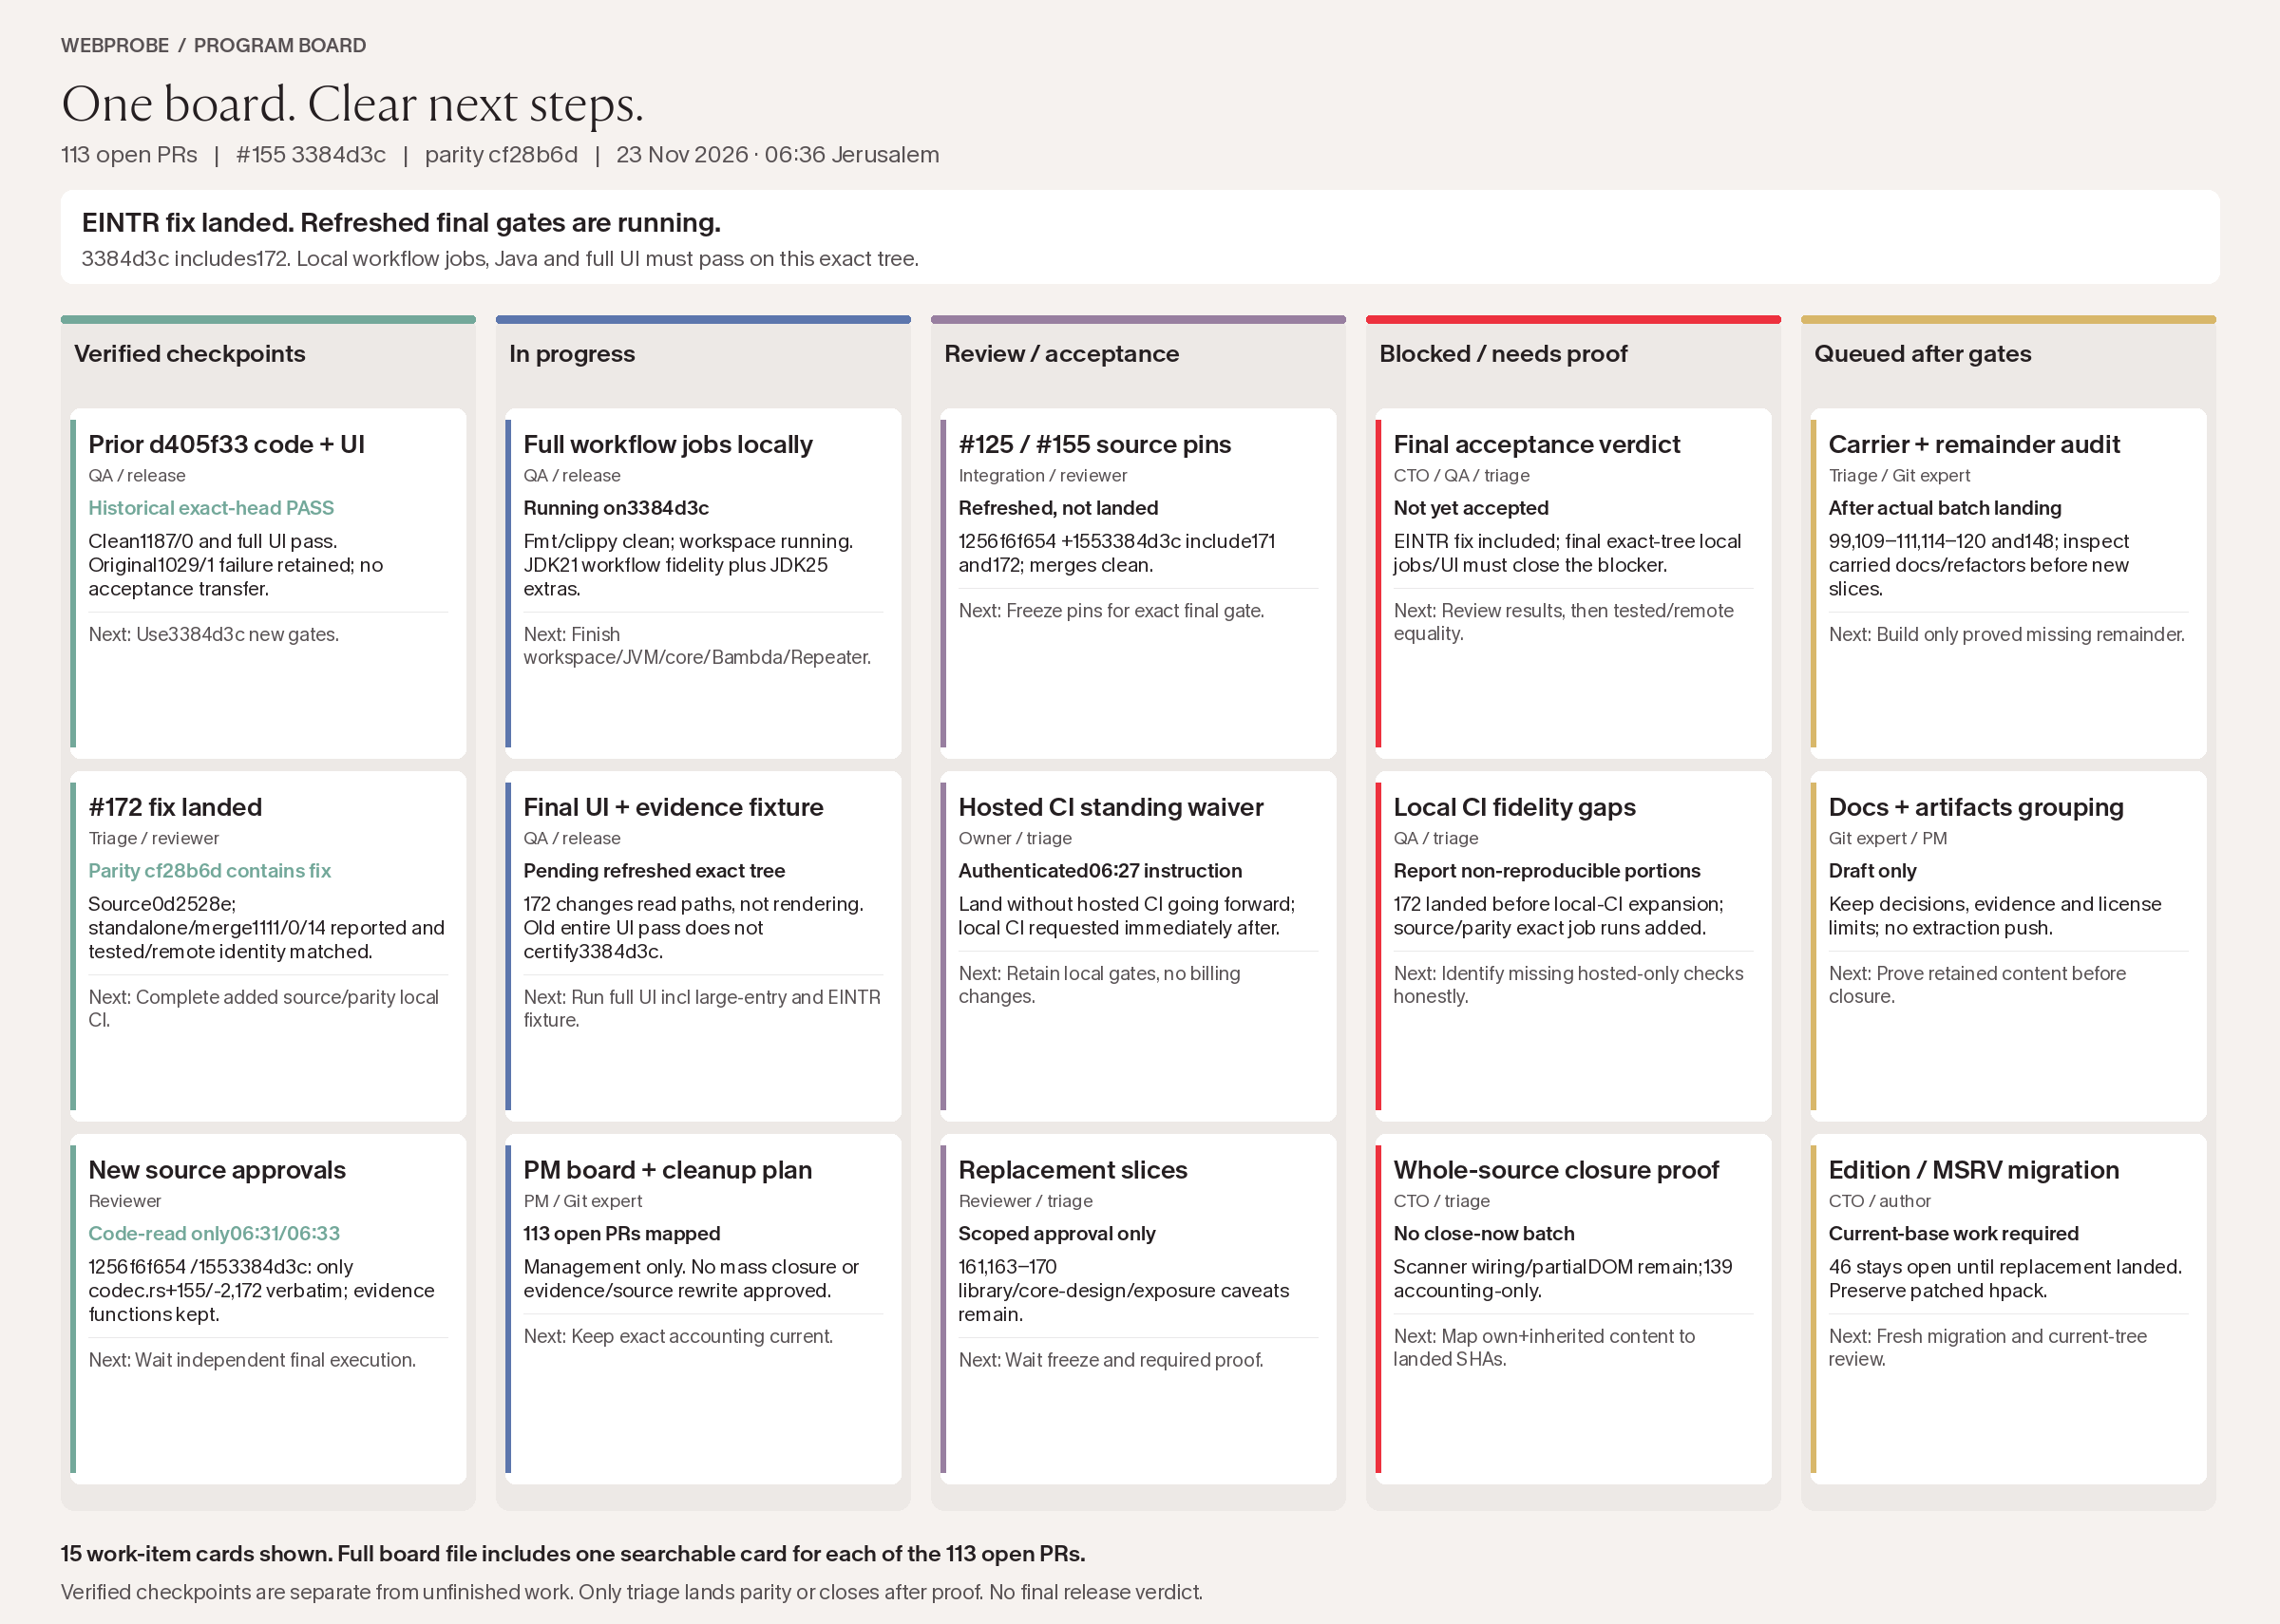 WEBPROBE / PROGRAM BOARD
One board. Clear next steps.
113 open PRs | #155 3384d3c | parity cf28b6d | 23 Nov 2026 · 06:36 Jerusalem
EINTR fix landed. Refreshed final gates are running.
3384d3c includes172. Local workflow jobs, Java and full UI must pass on this exact tree.
Verified checkpoints
Prior d405f33 code + UI
QA / release
Historical exact-head PASS
Clean1187/0 and full UI pass.
Original1029/1 failure retained; no
acceptance transfer.
Next: Use3384d3c new gates.
#172 fix landed
Triage / reviewer
Parity cf28b6d contains fix
Source0d2528e;
standalone/merge1111/0/14 reported and
tested/remote identity matched.
Next: Complete added source/parity local
CI.
New source approvals
Reviewer
Code-read only06:31/06:33
1256f6f654 /1553384d3c: only
codec.rs+155/-2,172 verbatim; evidence
functions kept.
Next: Wait independent final execution.
In progress
Full workflow jobs locally
QA / release
Running on3384d3c
Fmt/clippy clean; workspace running.
JDK21 workflow fidelity plus JDK25
extras.
Next: Finish
workspace/JVM/core/Bambda/Repeater.
Final UI + evidence fixture
QA / release
Pending refreshed exact tree
172 changes read paths, not rendering.
Old entire UI pass does not
certify3384d3c.
Next: Run full UI incl large-entry and EINTR
fixture.
PM board + cleanup plan
PM / Git expert
113 open PRs mapped
Management only. No mass closure or
evidence/source rewrite approved.
Next: Keep exact accounting current.
Review / acceptance
#125 / #155 source pins
Integration / reviewer
Refreshed, not landed
1256f6f654 +1553384d3c include171
and172; merges clean.
Next: Freeze pins for exact final gate.
Hosted CI standing waiver
Owner / triage
Authenticated06:27 instruction
Land without hosted CI going forward;
local CI requested immediately after.
Next: Retain local gates, no billing
changes.
Replacement slices
Reviewer / triage
Scoped approval only
161,163–170
library/core-design/exposure caveats
remain.
Next: Wait freeze and required proof.
Blocked / needs proof
Final acceptance verdict
CTO / QA / triage
Not yet accepted
EINTR fix included; final exact-tree local
jobs/UI must close the blocker.
Next: Review results, then tested/remote
equality.
Local CI fidelity gaps
QA / triage
Report non-reproducible portions
172 landed before local-CI expansion;
source/parity exact job runs added.
Next: Identify missing hosted-only checks
honestly.
Whole-source closure proof
CTO / triage
No close-now batch
Scanner wiring/partialDOM remain;139
accounting-only.
Next: Map own+inherited content to
landed SHAs.
Queued after gates
Carrier + remainder audit
Triage / Git expert
After actual batch landing
99,109–111,114–120 and148; inspect
carried docs/refactors before new
slices.
Next: Build only proved missing remainder.
Docs + artifacts grouping
Git expert / PM
Draft only
Keep decisions, evidence and license
limits; no extraction push.
Next: Prove retained content before
closure.
Edition / MSRV migration
CTO / author
Current-base work required
46 stays open until replacement landed.
Preserve patched hpack.
Next: Fresh migration and current-tree
review.
15 work-item cards shown. Full board file includes one searchable card for each of the 113 open PRs.
Verified checkpoints are separate from unfinished work. Only triage lands parity or closes after proof. No final release verdict.